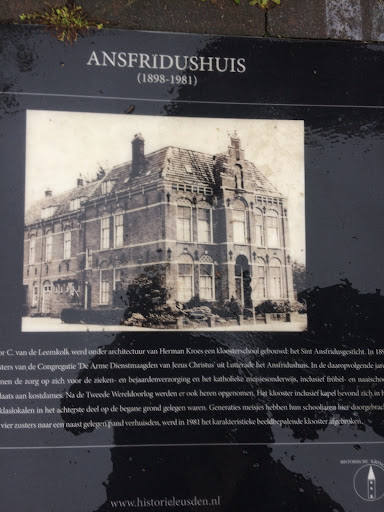 ANSFRIDUSHUIS
(1898-1981)
or C. van de Leemkolk werd onder architectuur van Herman Kroes een kloosterschool gebouwd: het Sint Ansfridusgesticht. In 189
sters van de Congregatie 'De Arme Dienstmaagden van Jezus Christus' uit Lutterade het Ansfridushuis. In de daaropvolgende jar
men de zorg op zich voor de zieken- en bejaardenverzorging en het katholieke meisjesonderwijs, inclusief fröbel- en naaischool
laats aan kostdames. Na de Tweede Wereldoorlog werden er ook heren opgenomen. Het klooster inclusief kapel bevond zich in h
klaslokalen in het achterste deel op de begane grond gelegen waren. Generaties meisjes hebben hun schooljaren hier doorgebrac
vier zusters naar een naast gelegen pand verhuisden, werd in 1981 het karakteristieke beeldbepalende klooster afgebroken.
HISTORISCHE
www.historieleusden.nl